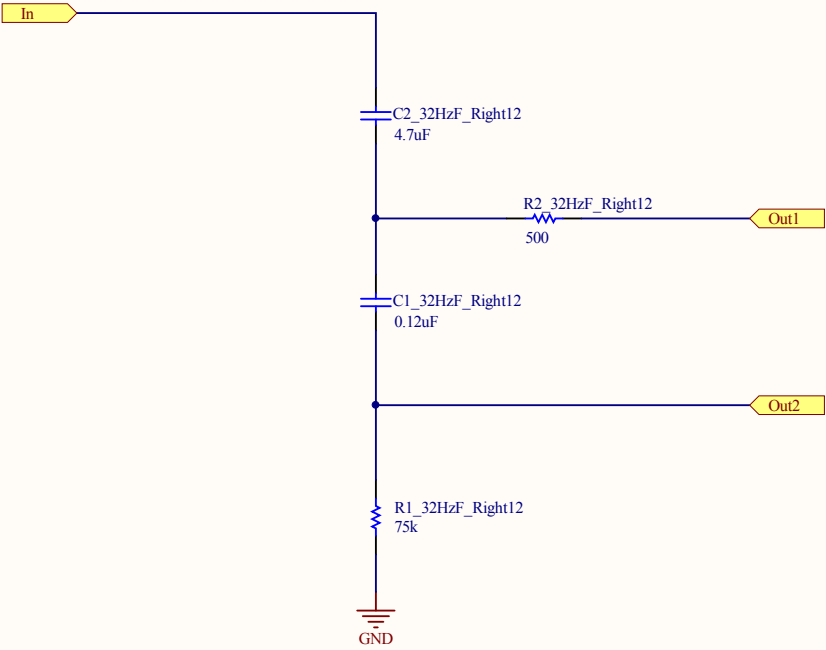 In
C2_32HzF_Right12
4.7uF
R2_32HzF_Right12
Out1
500
C1_32HzF_Right12
0.12uF
Out2
R1_32HzF_Right12
75k
GND